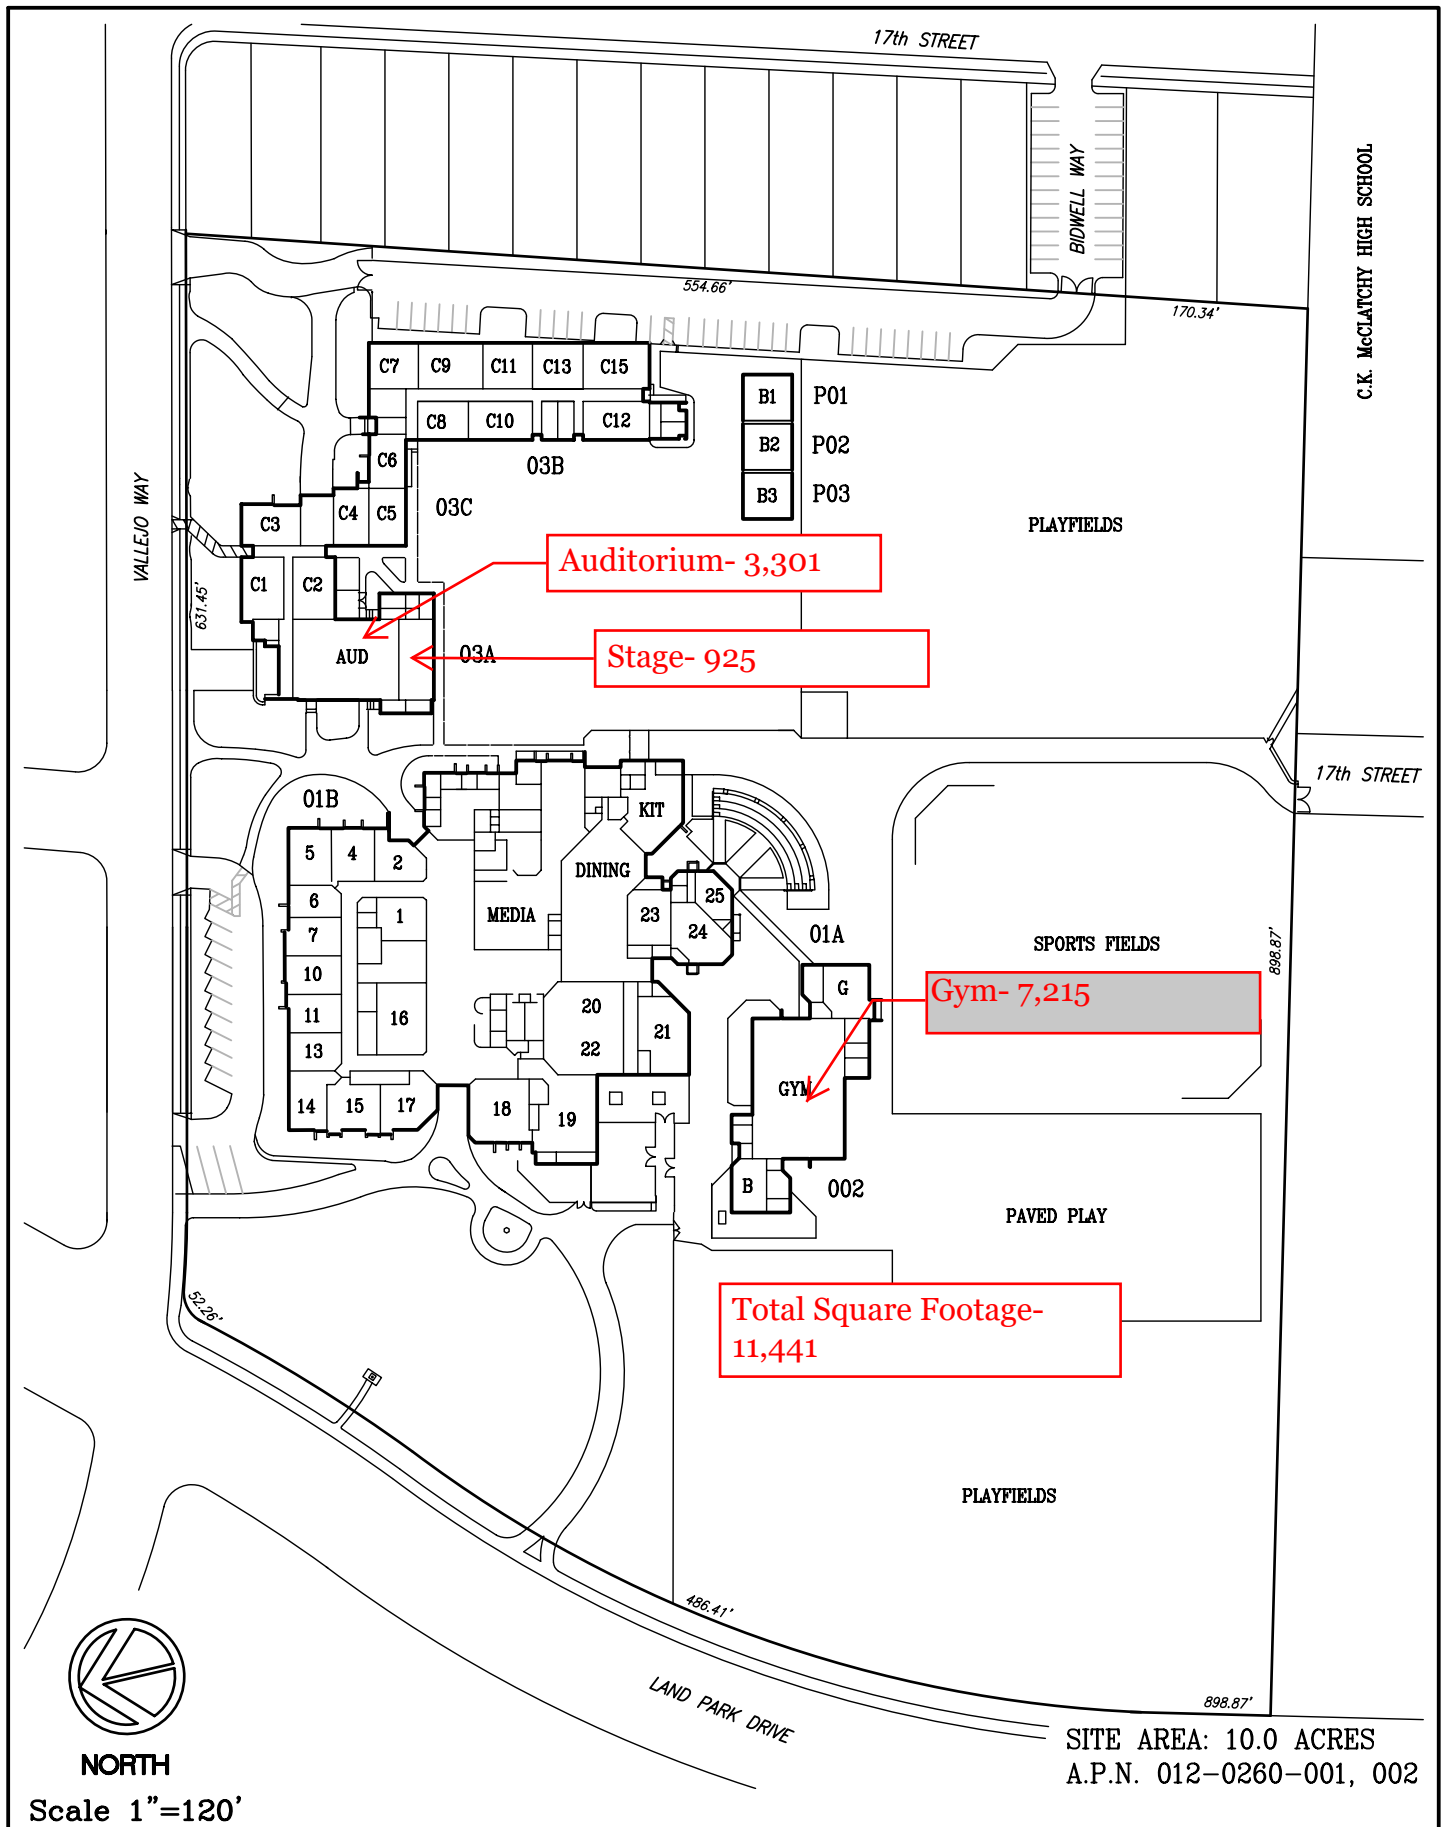 17th STREET
BIDWELL WAY
C.K. McCLATCHY HIGH SCHOOL
554.66'
170.34'
C7
C9
C11
C13
C15
B1
P01
C8
C10
C12
B2
P02
C6
03B
B3
P03
VALLEJO WAY
03C
C3
C4
C5
PLAYFIELDS
Auditorium- 3,301
C1
C2
631.45'
AUD
03A
Stage- 925
17th STREET
01B
KIT
5
4
2
DINING
6
25
1
MEDIA
23
7
24
01A
SPORTS FIELDS
898.87'
10
G
Gym- 7,215
11
16
20
21
13
22
GYM
14
15
17
18
19
B
002
PAVED PLAY
52.26'
Total Square Footage-
11,441
PLAYFIELDS
486.41'
LAND PARK DRIVE
898.87'
NORTH
SITE AREA: 10.0 ACRES
A.P.N. 012-0260-001, 002
Scale 1"=120'